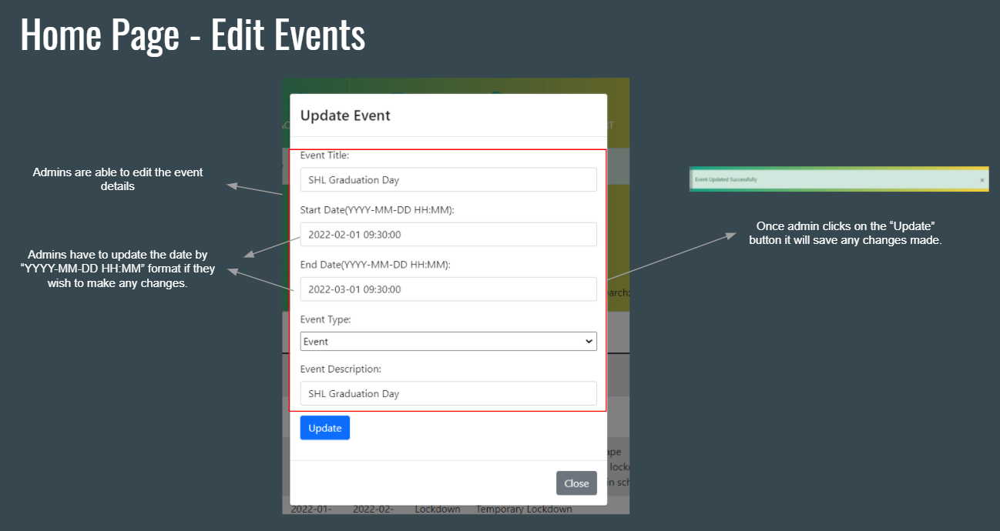 Home Page - Edit Events
Update Event
Event Title:
SHL Graduation Day
Start Date(YYYY-MM-DD HH:MM):
2022-02-01 09:30:00
End Date(YYYY-MM-DD HH:MM):
2022-03-01 09:30:00
Event Type:
Event
Event Description:
SHL Graduation Day
Update
Close
Admins are able to edit the event
details
Admins have to update the date by
“YYYY-MM-DD HH:MM” format if they
wish to make any changes.
Event Updated Successfully
×
Once admin clicks on the “Update”
button it will save any changes made.
earch:
ape
lock
in sch
2022-01- 2022-02- Lockdown Temporary Lockdown